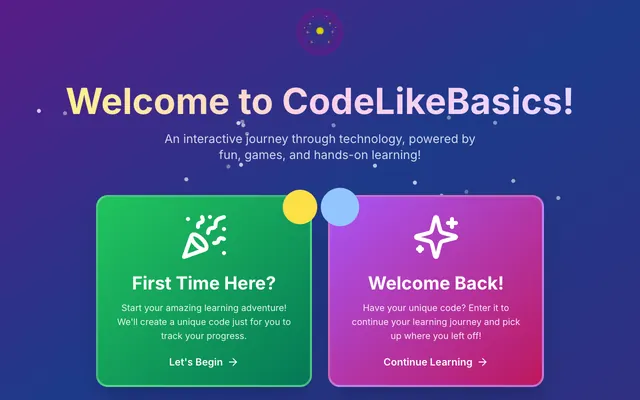 Welcome to CodeLikeBasics!
An interactive journey through technology, powered by
fun, games, and hands-on learning!
First Time Here?
Start your amazing learning adventure!
We'll create a unique code just for you to
track your progress.
Let's Begin →
Welcome Back!
Have your unique code? Enter it to
continue your learning journey and pick
up where you left off!
Continue Learning →